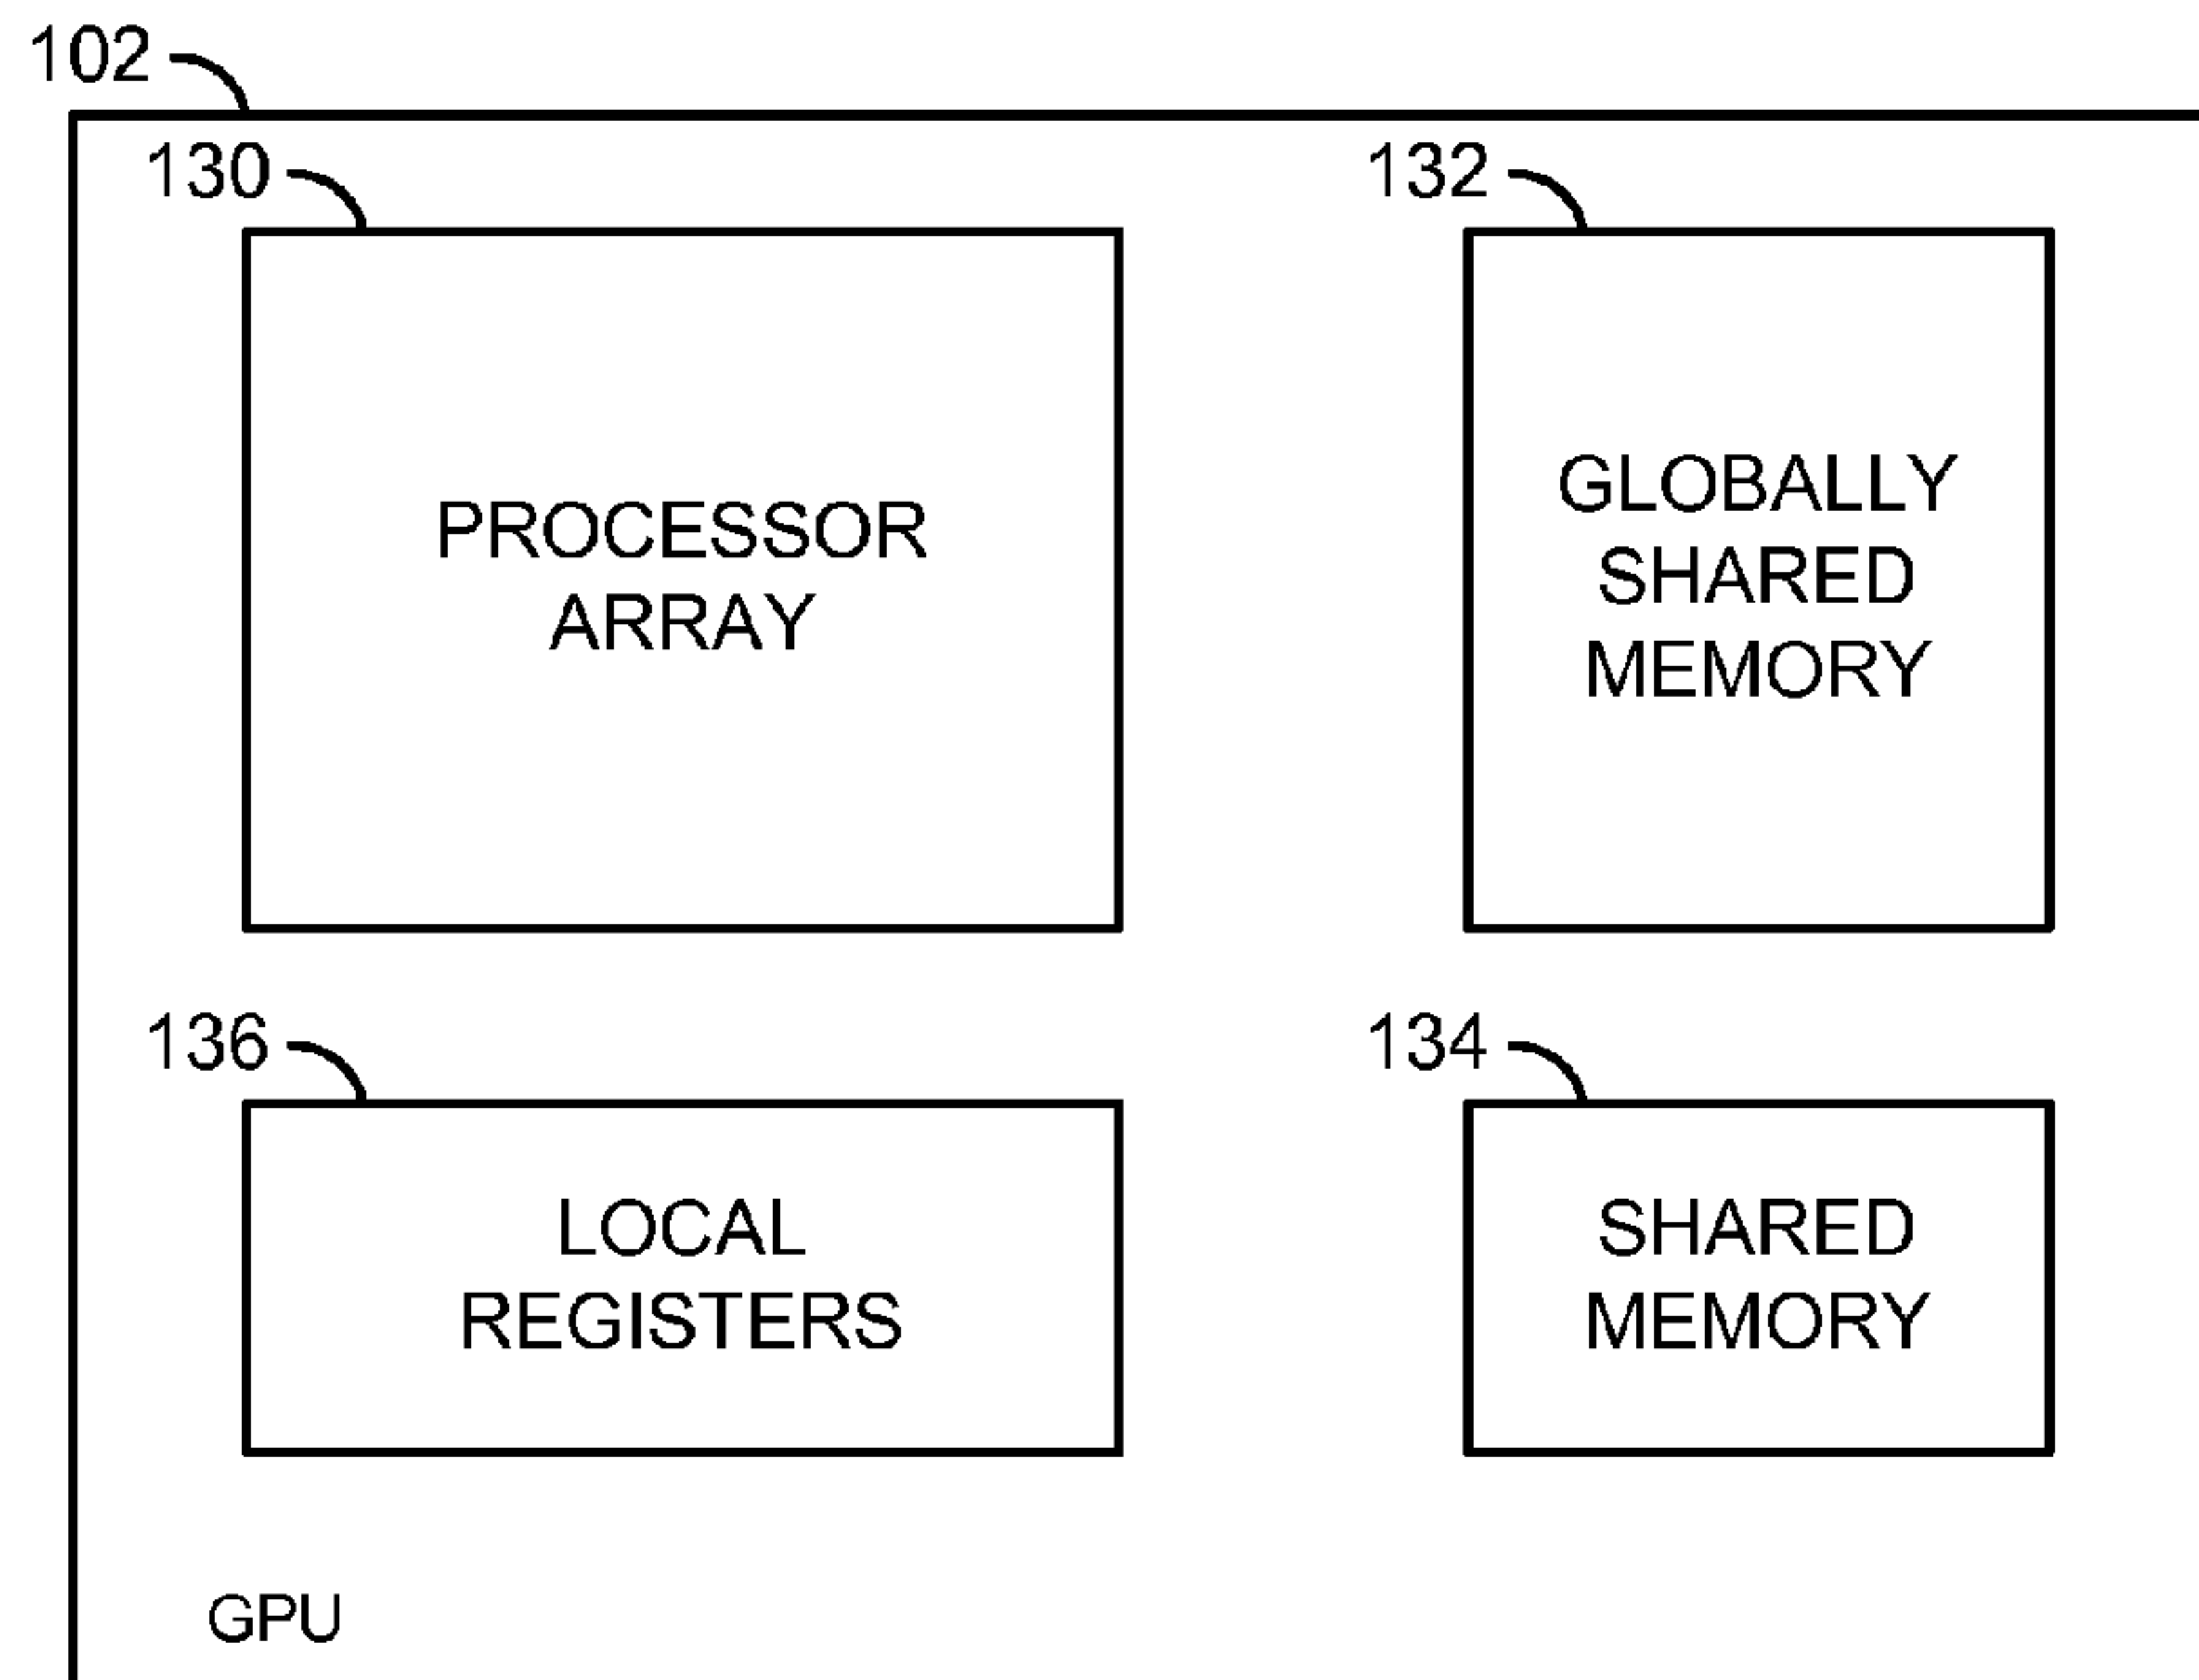 102
130
PROCESSOR
ARRAY
132
GLOBALLY
SHARED
MEMORY
136
LOCAL
REGISTERS
134
SHARED
MEMORY
GPU